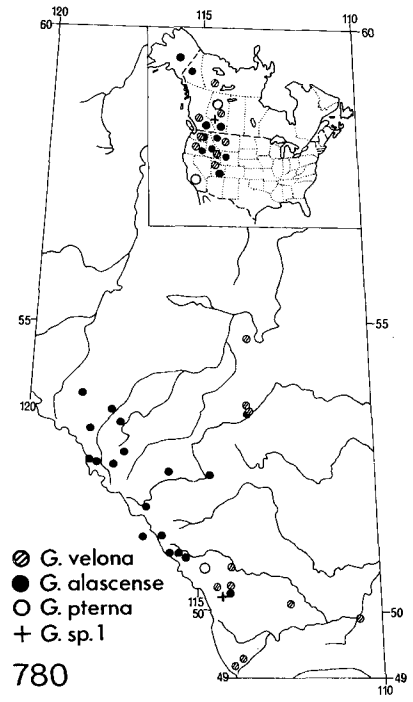 120 115 110
60 60
55 55
120
G. velona
G. alascense
G. pterna
+ G. sp. 1
115
50 50
780
49 49
110